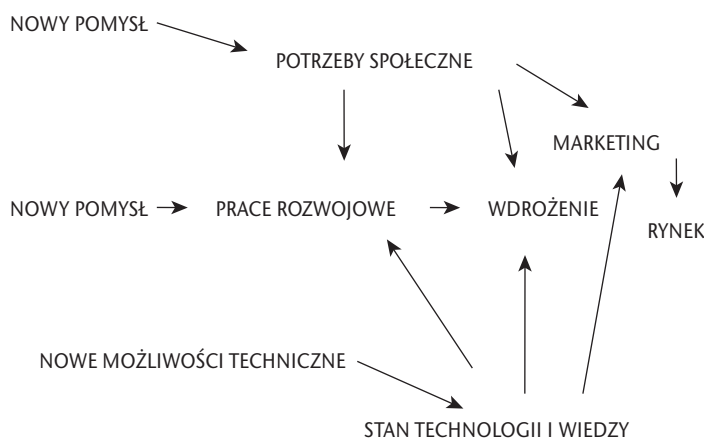 NOWY POMYSŁ
POTRZEBY SPOŁECZNE
MARKETING
NOWY POMYSŁ
PRACE ROZWOJOWE
WDROŻENIE
RYNEK
NOWE MOŻLIWOŚCI TECHNICZNE
STAN TECHNOLOGII I WIEDZY